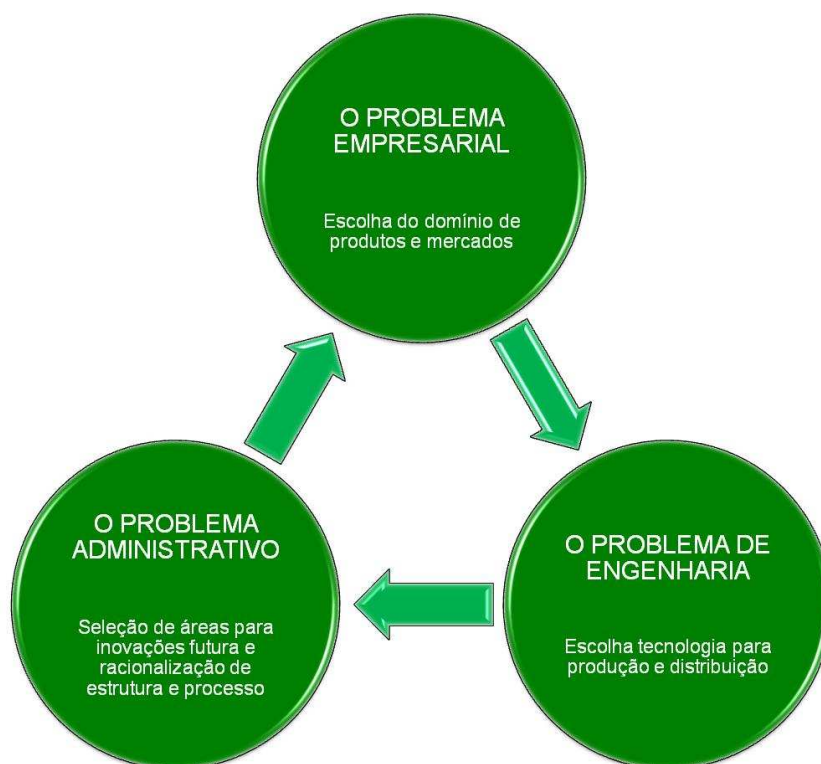 O PROBLEMA
EMPRESARIAL
Escolha do domínio de
produtos e mercados
O PROBLEMA
ADMINISTRATIVO
Seleção de áreas para
inovações futura e
racionalização de
estrutura e processo
O PROBLEMA DE
ENGENHARIA
Escolha tecnologia para
produção e distribuição